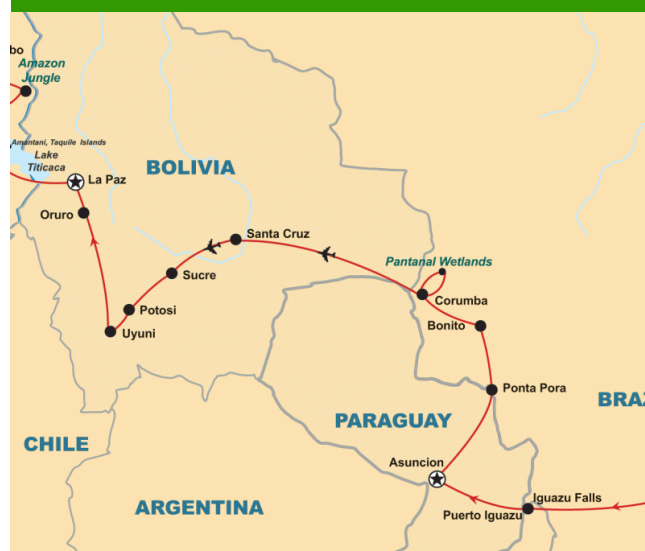 bo
Amazon
Jungle
Amantani, Taquile Islands
Lake
Titicaca
La Paz
BOLIVIA
Oruro
Santa Cruz
Sucre
Pantanal Wetlands
Corumba
Potosi
Uyuni
Bonito
Ponta Pora
BRAZ
PARAGUAY
CHILE
Asuncion
ARGENTINA
Iguazu Falls
Puerto Iguazu